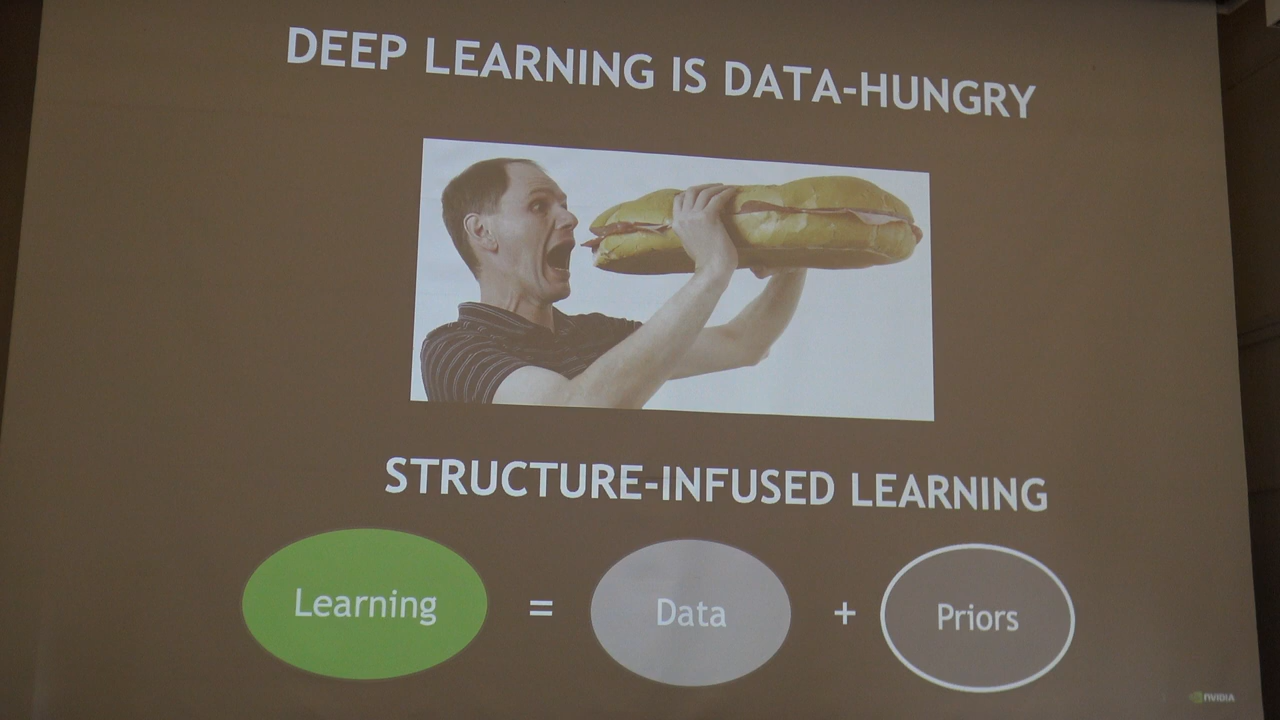 DEEP LEARNING IS DATA-HUNGRY
STRUCTURE-INFUSED LEARNING
Learning = Data + Priors
NVIDIA